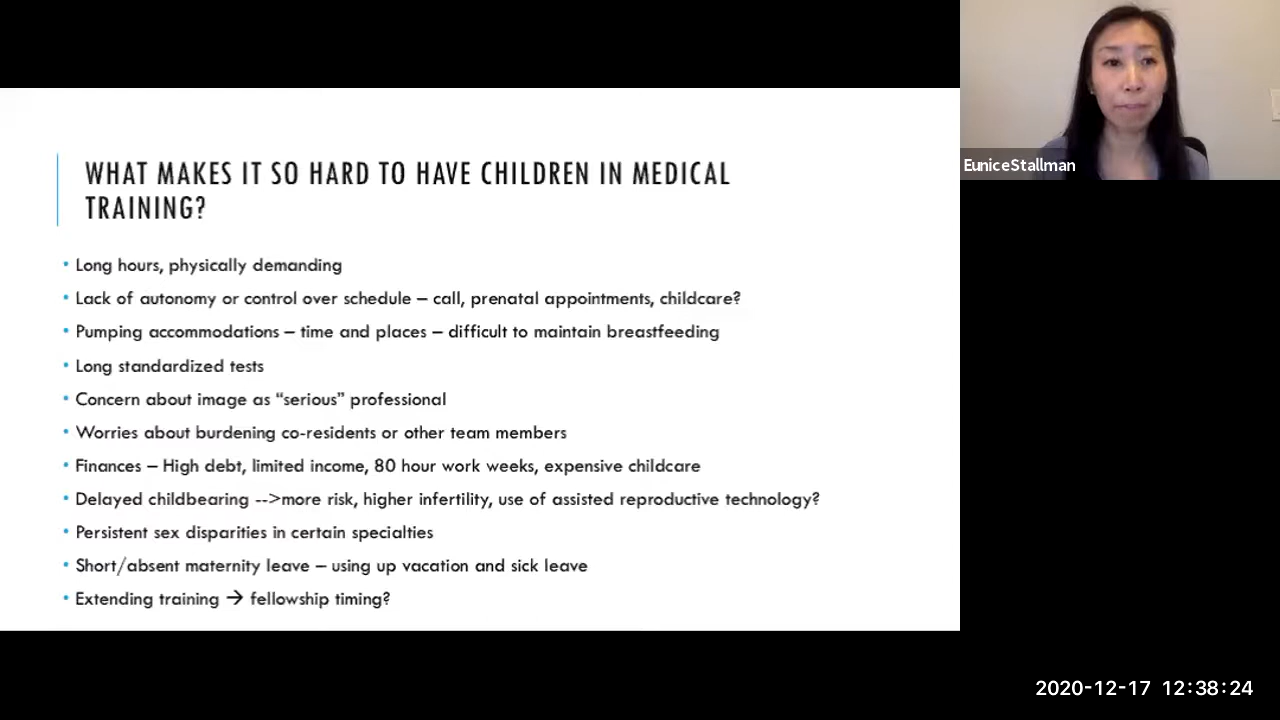 WHAT MAKES IT SO HARD TO HAVE CHILDREN IN MEDICAL
TRAINING?
• Long hours, physically demanding
• Lack of autonomy or control over schedule – call, prenatal appointments, childcare?
• Pumping accommodations – time and places – difficult to maintain breastfeeding
• Long standardized tests
• Concern about image as “serious” professional
• Worries about burdening co-residents or other team members
• Finances – High debt, limited income, 80 hour work weeks, expensive childcare
• Delayed childbearing -->more risk, higher infertility, use of assisted reproductive technology?
• Persistent sex disparities in certain specialties
• Short/absent maternity leave – using up vacation and sick leave
• Extending training → fellowship timing?
EuniceStallman
2020-12-17 12:38:24